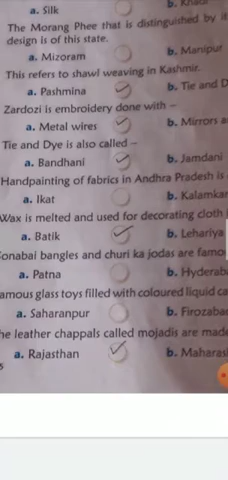 a. Silk b. Khadi
The Morang Phee that is distinguished by it
design is of this state.
a. Mizoram b. Manipur
This refers to shawl weaving in Kashmir.
a. Pashmina b. Tie and D
Zardozi is embroidery done with –
a. Metal wires b. Mirrors a
Tie and Dye is also called –
a. Bandhani b. Jamdani
Handpainting of fabrics in Andhra Pradesh is
a. Ikat b. Kalamkar
Wax is melted and used for decorating cloth
a. Batik b. Lehariya
Sonabai bangles and churi ka jodas are famo
a. Patna b. Hyderaba
amous glass toys filled with coloured liquid ca
a. Saharanpur b. Firozabad
he leather chappals called mojadis are made
a. Rajasthan b. Maharas